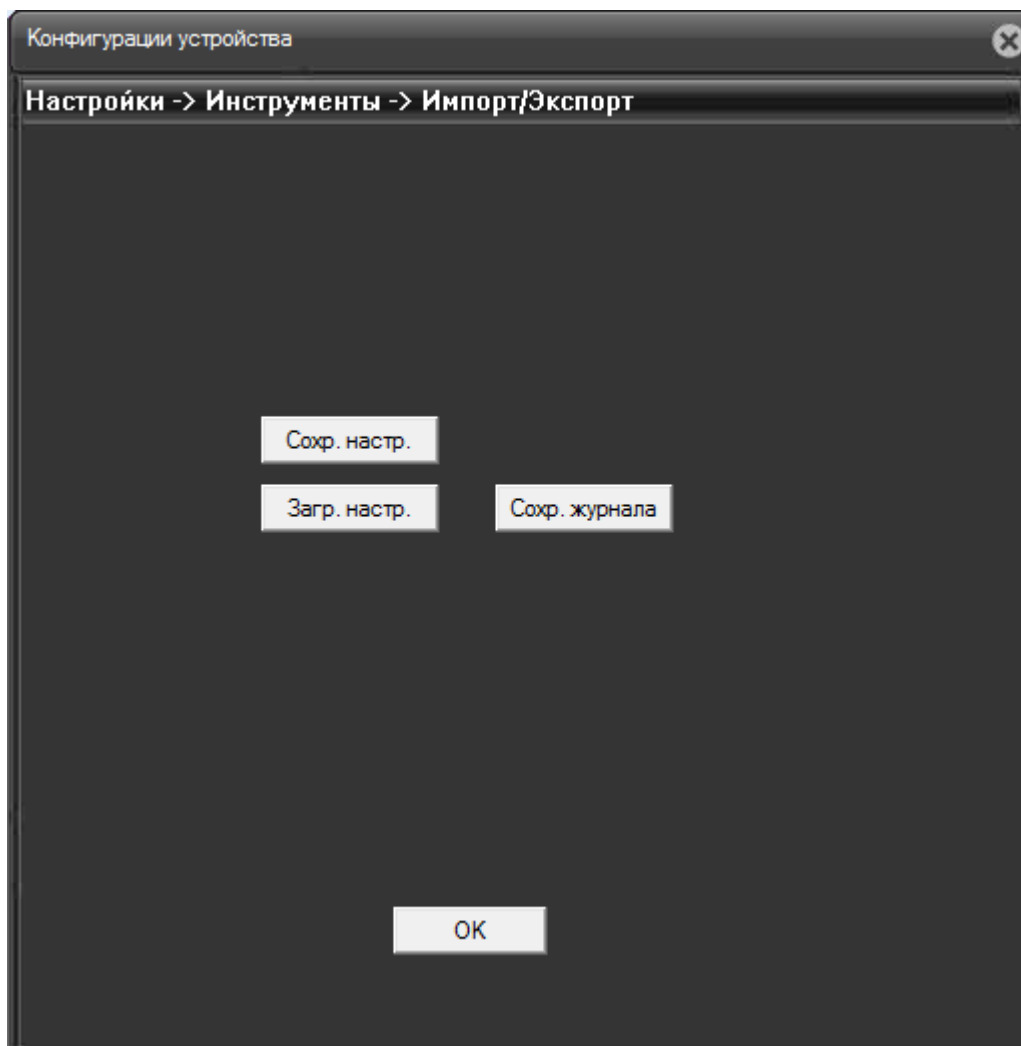 Конфигурации устройства
Настройки -> Инструменты -> Импорт/Экспорт
Сохр. настр.
Загр. настр. Сохр. журнала
OK